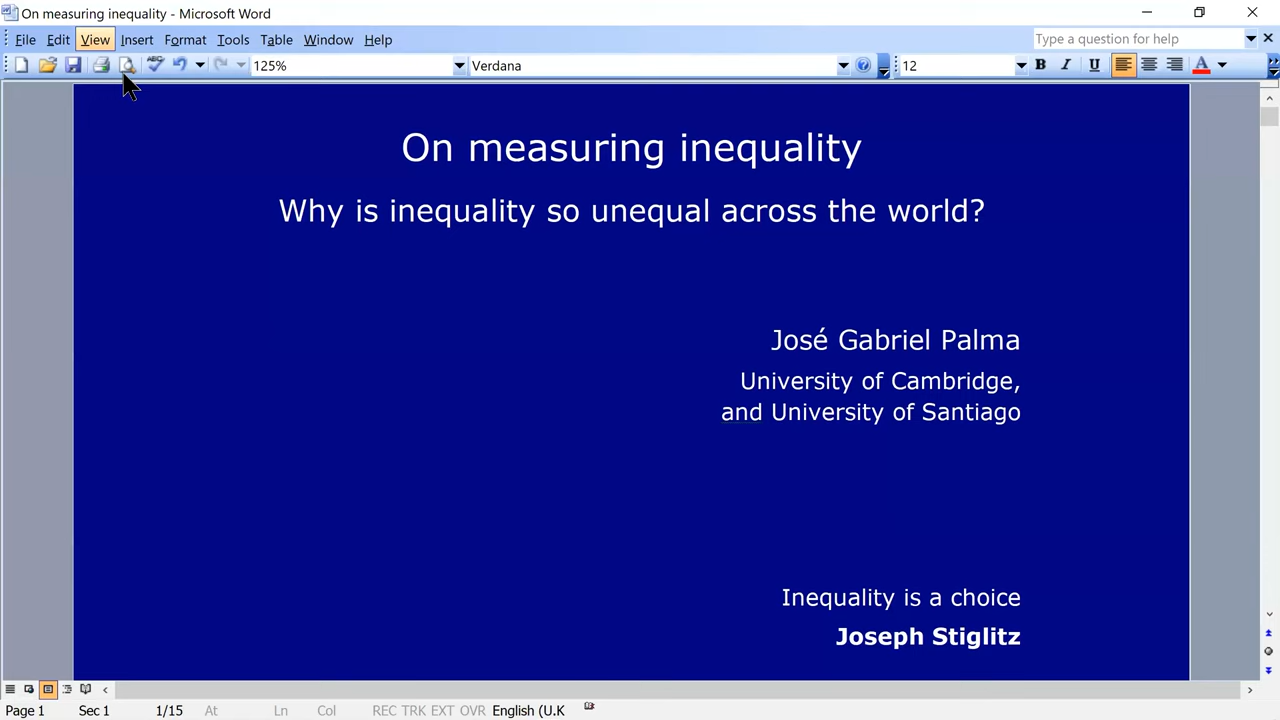 On measuring inequality - Microsoft Word
File Edit View Insert Format Tools Table Window Help Type a question for help
125% Verdana 12 B I U A
On measuring inequality
Why is inequality so unequal across the world?
José Gabriel Palma
University of Cambridge,
and University of Santiago
Inequality is a choice
Joseph Stiglitz
Page 1 Sec 1 1/15 At Ln Col REC TRK EXT OVR English (U.K